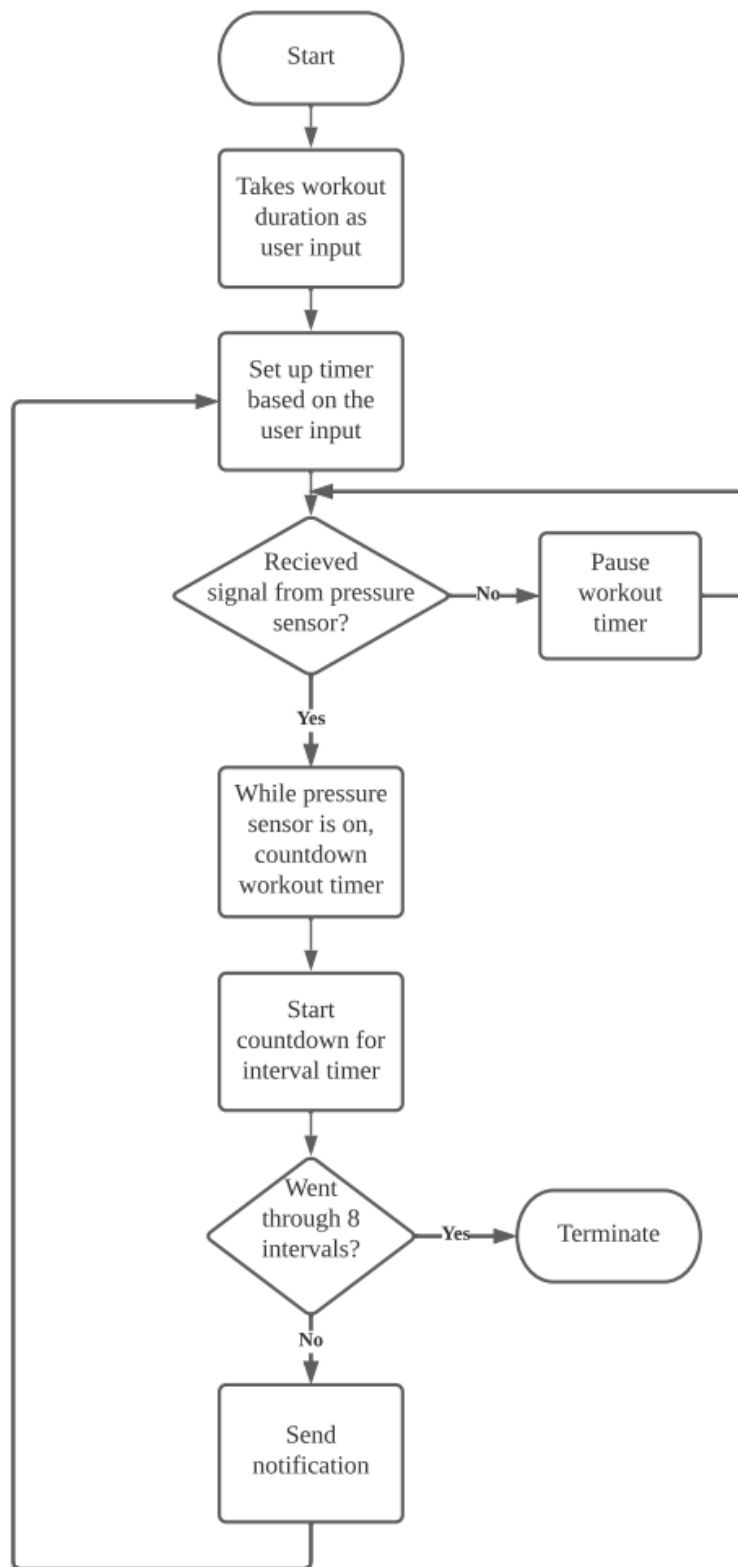 Start
Takes workout
duration as
user input
Set up timer
based on the
user input
Recieved
signal from pressure
sensor?
No
Pause
workout
timer
Yes
While pressure
sensor is on,
countdown
workout timer
Start
countdown for
interval timer
Went
through 8
intervals?
Yes
Terminate
No
Send
notification